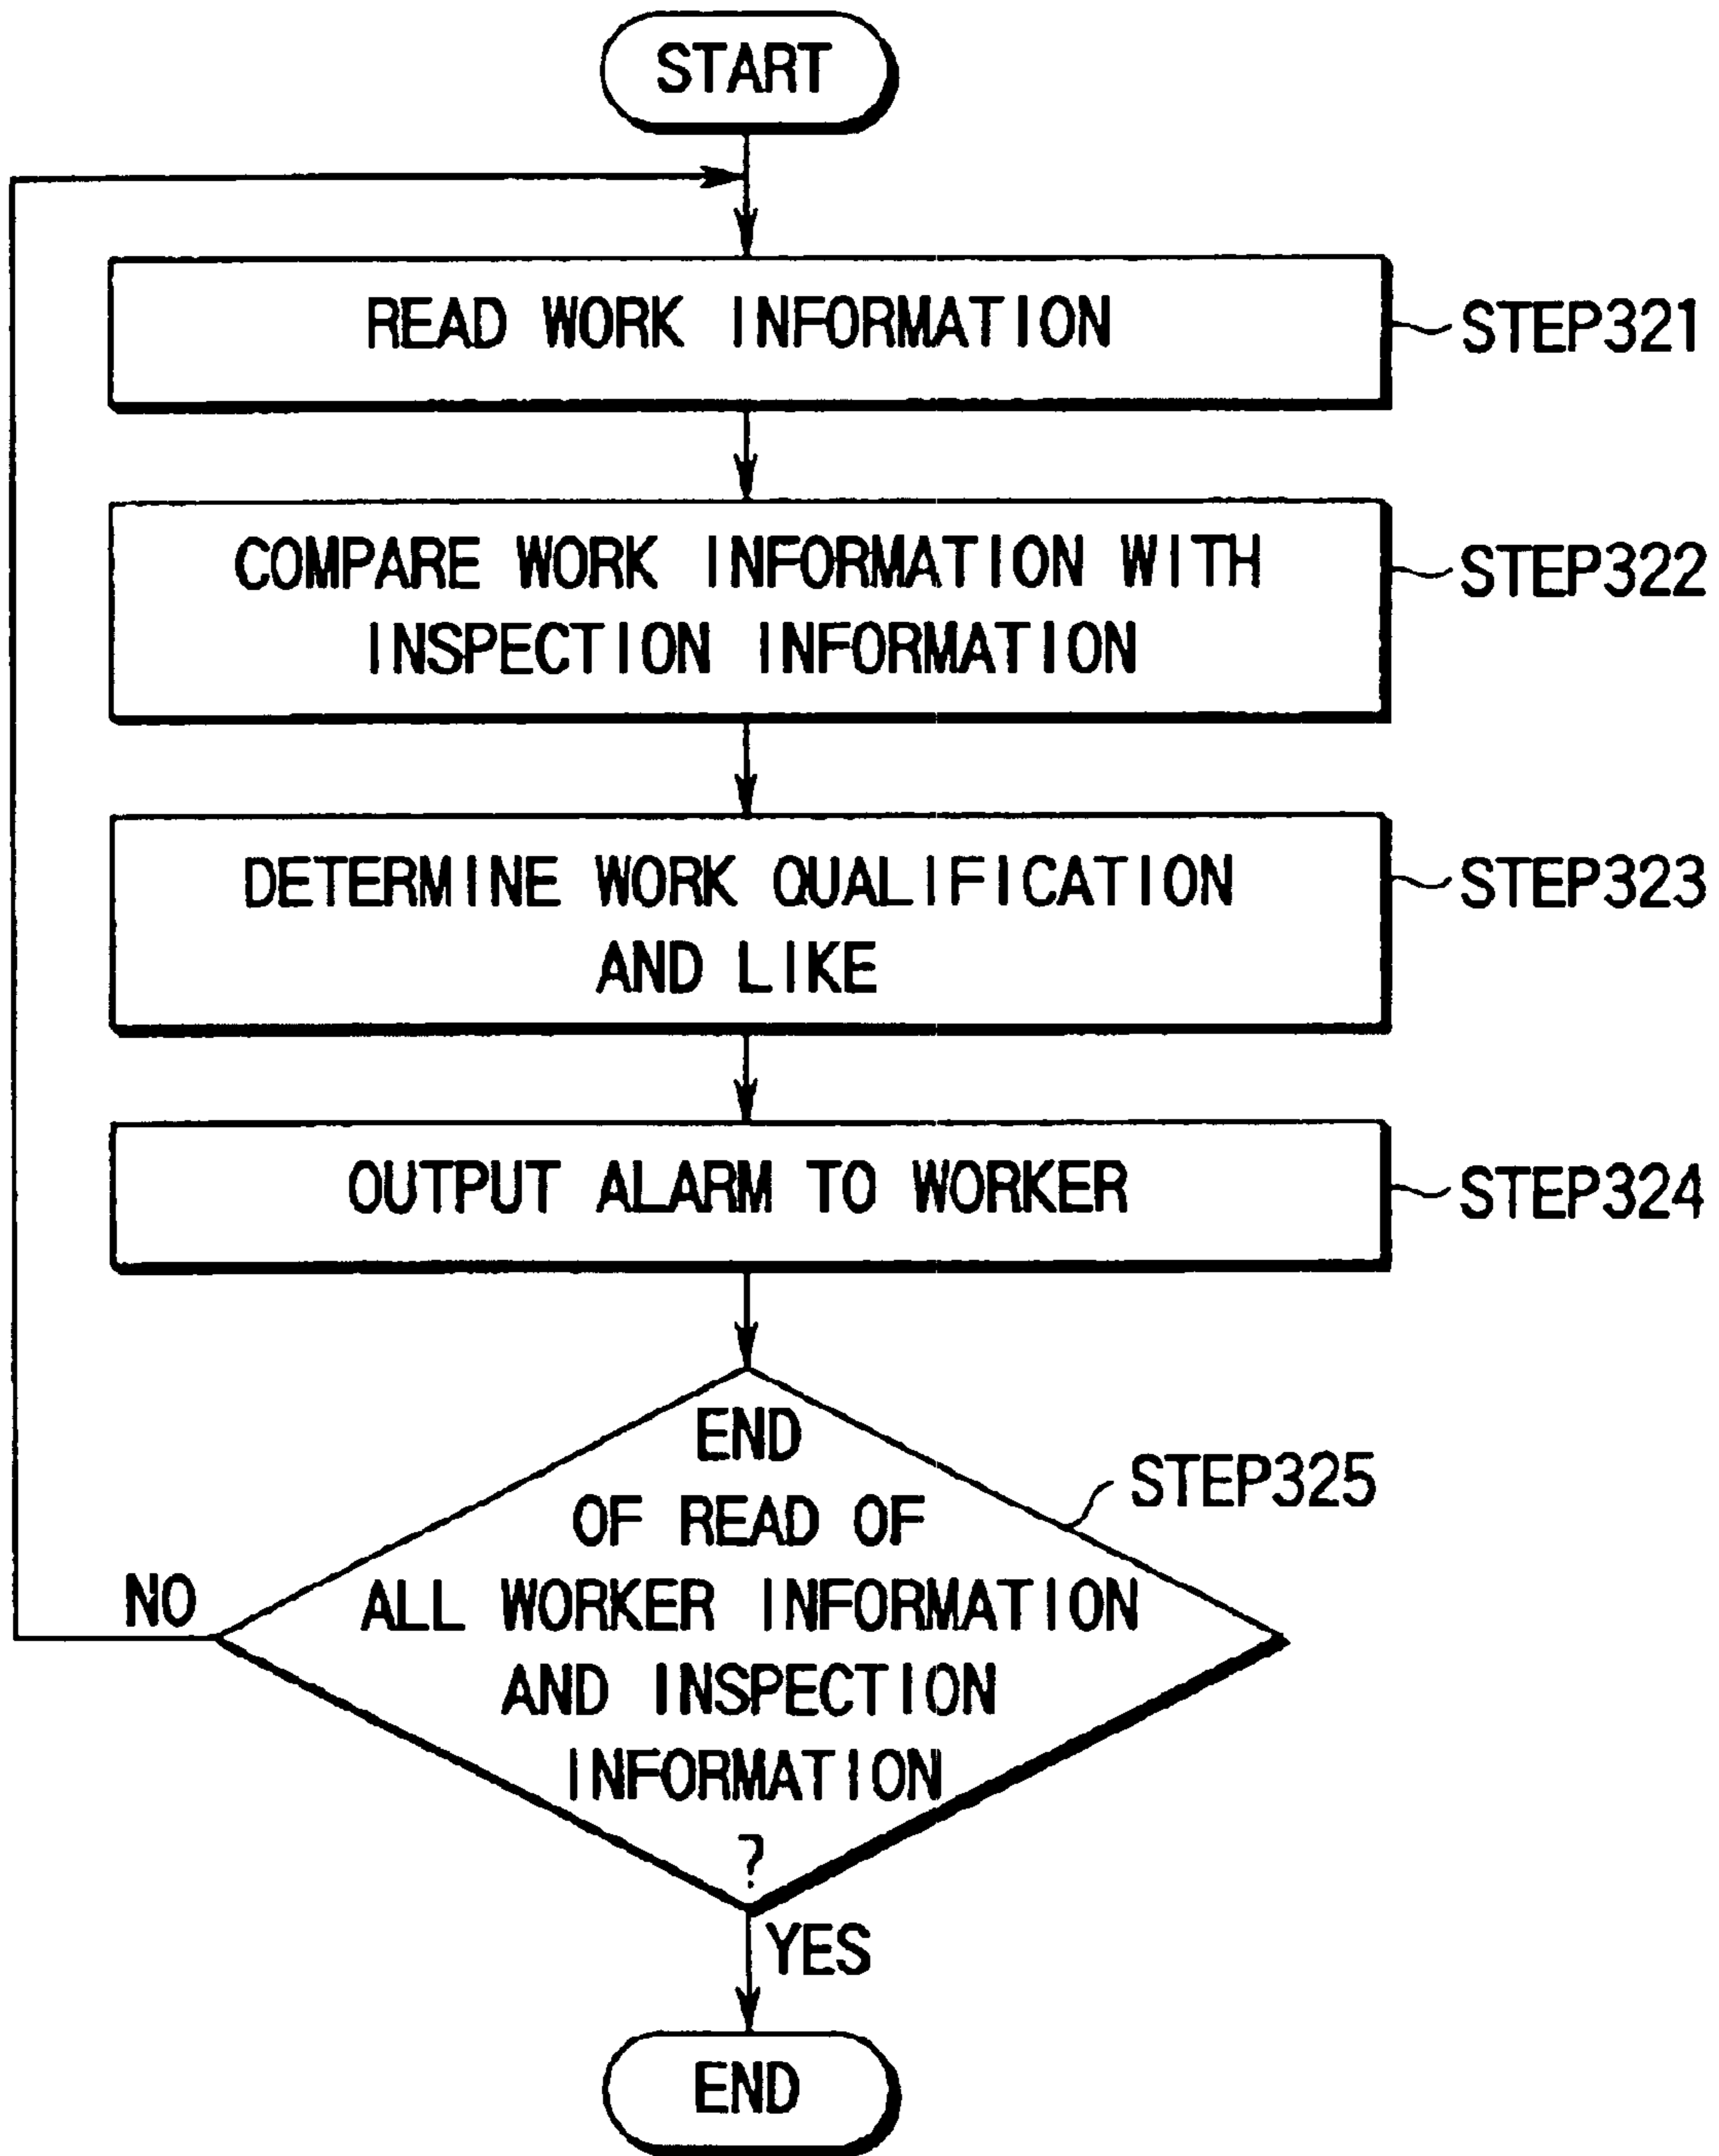 START
READ WORK INFORMATION
STEP321
COMPARE WORK INFORMATION WITH
INSPECTION INFORMATION
STEP322
DETERMINE WORK QUALIFICATION
AND LIKE
STEP323
OUTPUT ALARM TO WORKER
STEP324
END
OF READ OF
ALL WORKER INFORMATION
AND INSPECTION
INFORMATION
?
STEP325
NO
YES
END